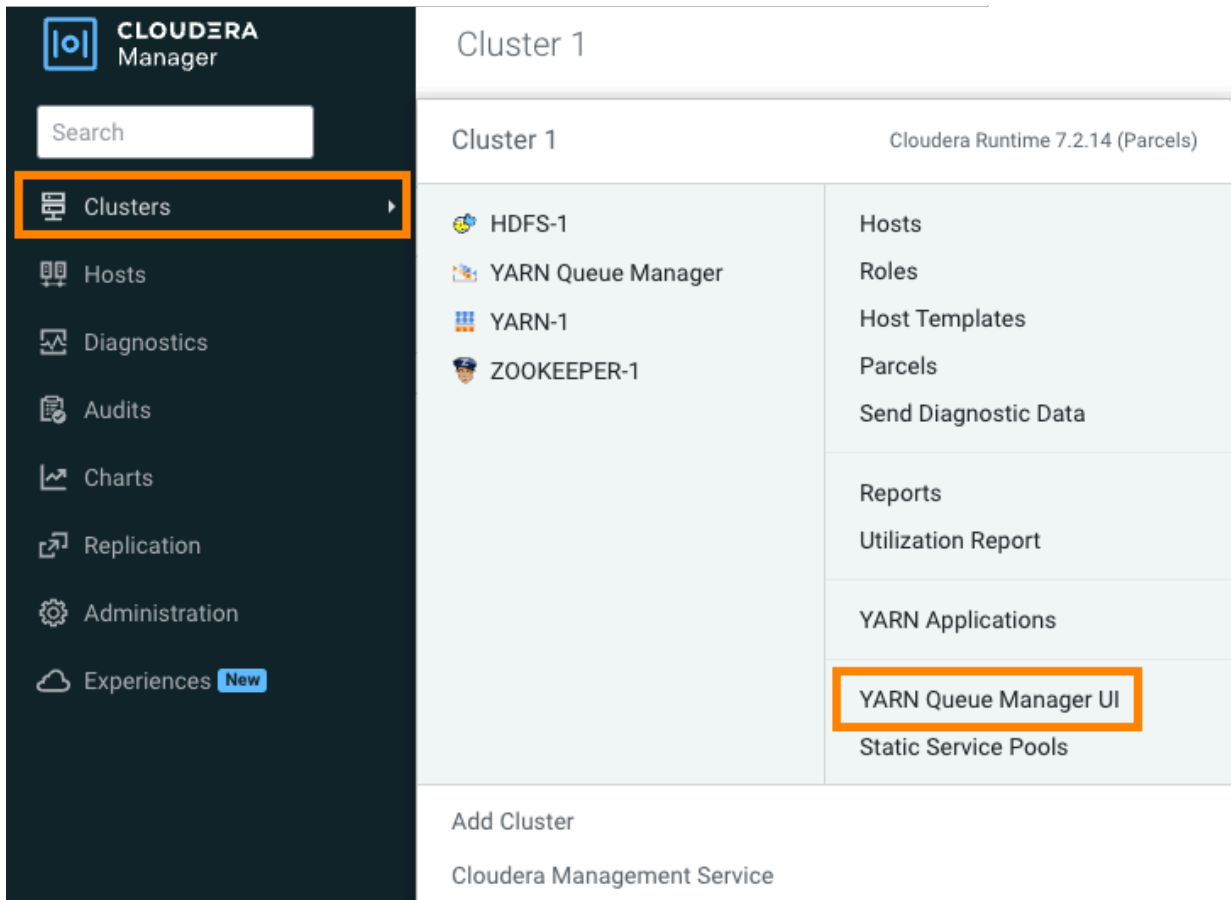 CLOUDERA
Manager
Search
Clusters
Hosts
Diagnostics
Audits
Charts
Replication
Administration
Experiences New
Cluster 1
Cluster 1
Cloudera Runtime 7.2.14 (Parcels)
HDFS-1
YARN Queue Manager
YARN-1
ZOOKEEPER-1
Hosts
Roles
Host Templates
Parcels
Send Diagnostic Data
Reports
Utilization Report
YARN Applications
YARN Queue Manager UI
Static Service Pools
Add Cluster
Cloudera Management Service